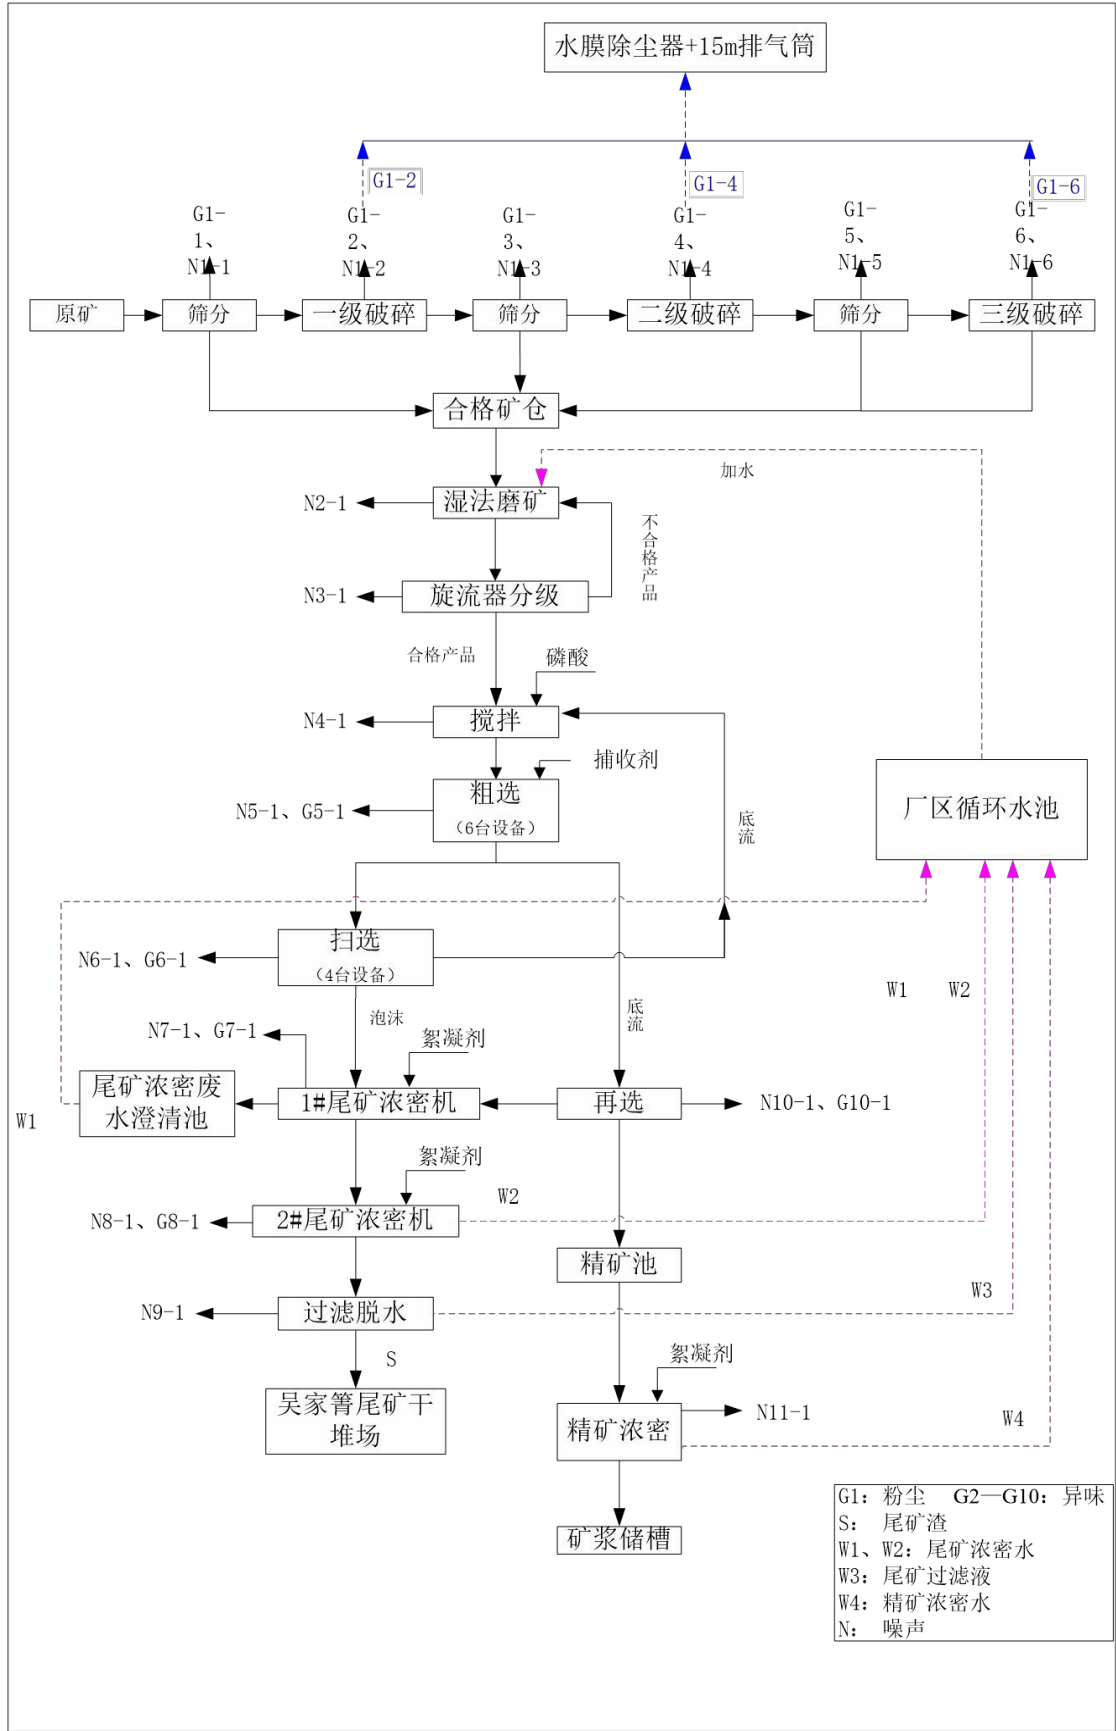 水膜除尘器+15m排气筒
G1-2
G1-4
G1-6
G1-
1、
N1-1
G1-
2、
N1-2
G1-
3、
N1-3
G1-
4、
N1-4
G1-
5、
N1-5
G1-
6、
N1-6
原矿
筛分
一级破碎
筛分
二级破碎
筛分
三级破碎
合格矿仓
加水
N2-1
湿法磨矿
不合格产品
N3-1
旋流器分级
合格产品
磷酸
N4-1
搅拌
捕收剂
粗选
(6台设备)
N5-1、G5-1
底流
厂区循环水池
扫选
(4台设备)
N6-1、G6-1
W1
W2
泡沫
底流
N7-1、G7-1
絮凝剂
尾矿浓密废
水澄清池
1#尾矿浓密机
再选
N10-1、G10-1
W1
絮凝剂
W2
N8-1、G8-1
2#尾矿浓密机
精矿池
W3
N9-1
过滤脱水
S
絮凝剂
吴家箐尾矿干
堆场
精矿浓密
N11-1
W4
矿浆储槽
G1: 粉尘 G2—G10: 异味
S: 尾矿渣
W1、W2: 尾矿浓密水
W3: 尾矿过滤液
W4: 精矿浓密水
N: 噪声